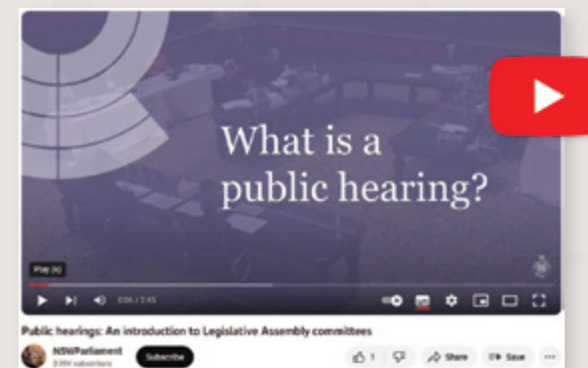 What is a
public hearing?
Play (k)
0:06 / 2:45
Public hearings: An introduction to Legislative Assembly committees
NSWParliament
subscribers
Subscribe
1
Share
Save